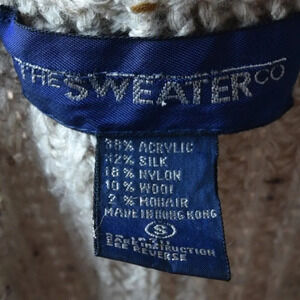 THE SWEATER CO
38% ACRYLIC
32% SILK
18% NYLON
10% WOOL
2% MOHAIR
MADE IN HONG KONG
S
INSTRUCTION
REVERSE